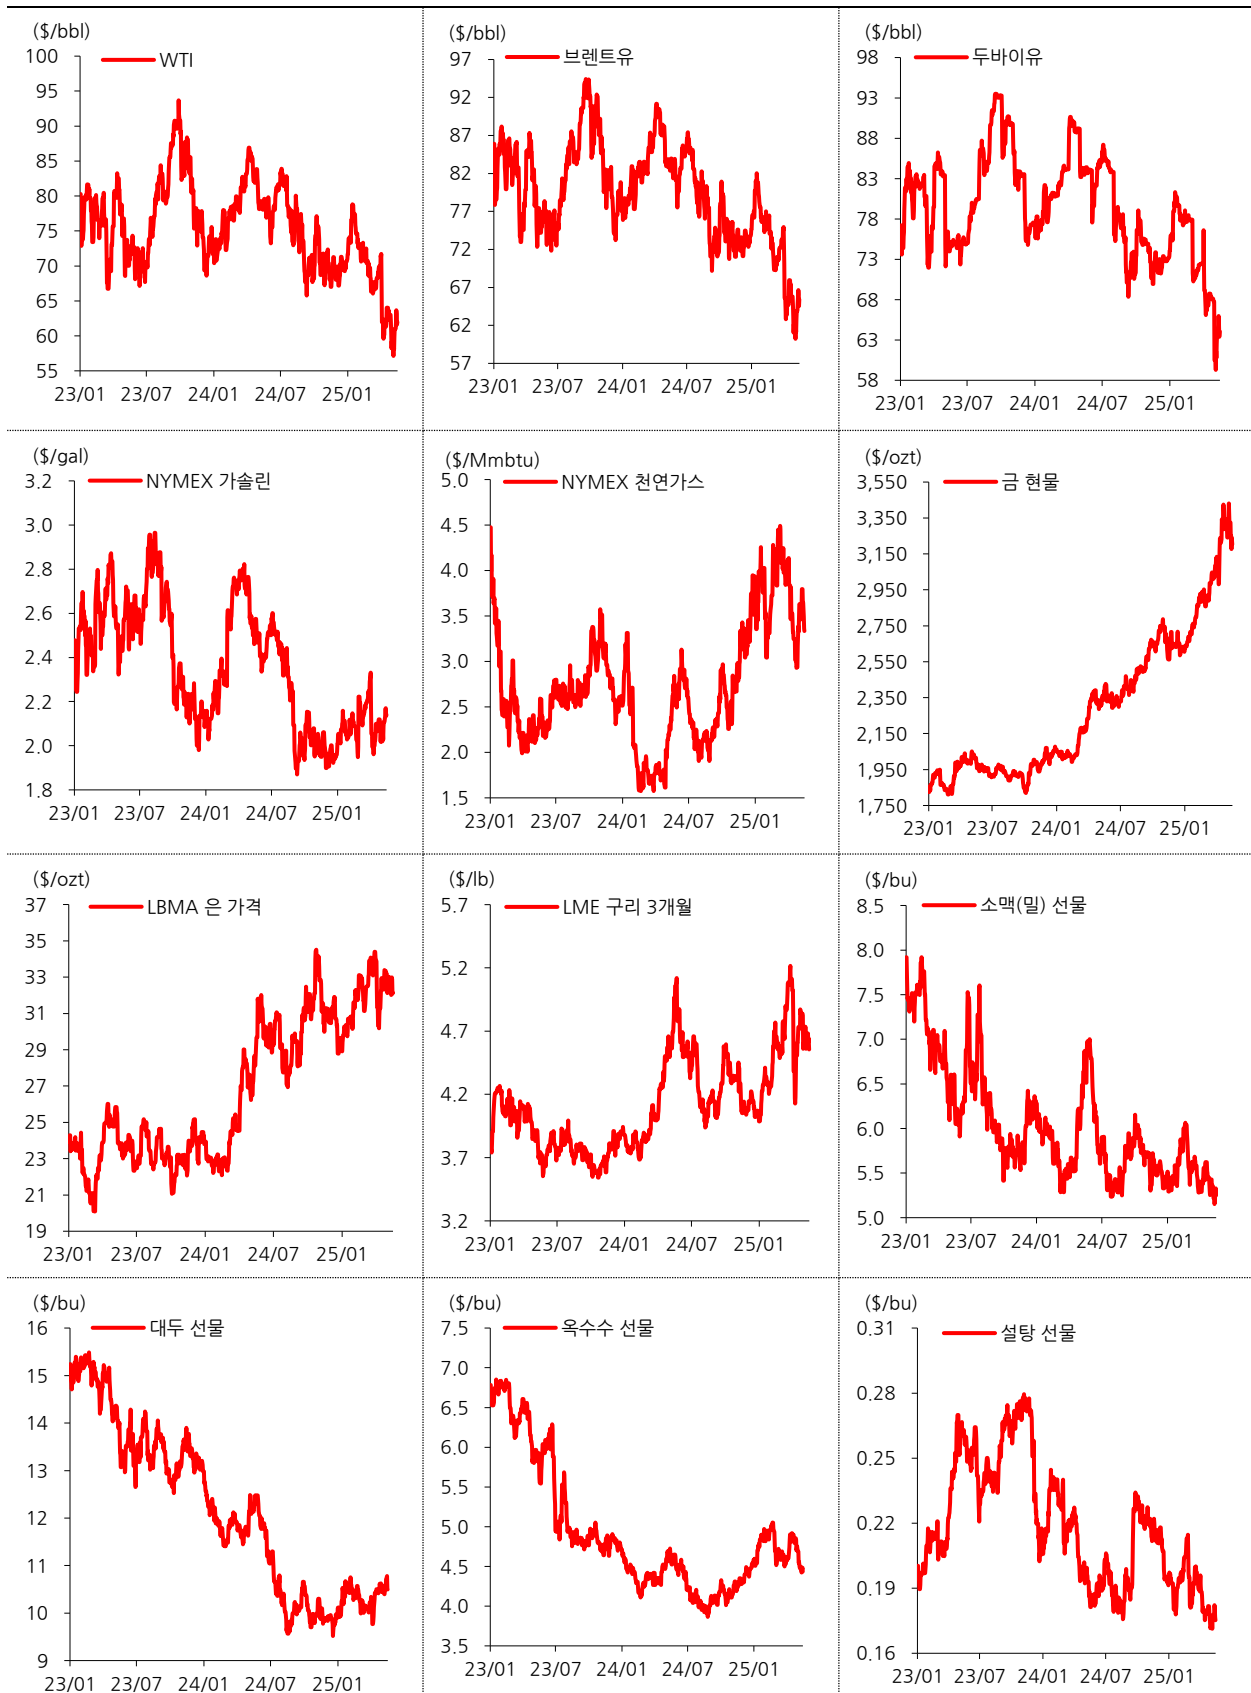 ($/bbl)
WTI
100
95
90
85
80
75
70
65
60
55
23/01 23/07 24/01 24/07 25/01
($/bbl)
브렌트유
97
92
87
82
77
72
67
62
57
23/01 23/07 24/01 24/07 25/01
($/bbl)
두바이유
98
93
88
83
78
73
68
63
58
23/01 23/07 24/01 24/07 25/01
($/gal)
NYMEX 가솔린
3.2
3.0
2.8
2.6
2.4
2.2
2.0
1.8
23/01 23/07 24/01 24/07 25/01
($/Mmbtu)
NYMEX 천연가스
5.0
4.5
4.0
3.5
3.0
2.5
2.0
1.5
23/01 23/07 24/01 24/07 25/01
($/ozt)
금 현물
3,550
3,350
3,150
2,950
2,750
2,550
2,350
2,150
1,950
1,750
23/01 23/07 24/01 24/07 25/01
($/ozt)
LBMA 은 가격
37
35
33
31
29
27
25
23
21
19
23/01 23/07 24/01 24/07 25/01
($/lb)
LME 구리 3개월
5.7
5.2
4.7
4.2
3.7
3.2
23/01 23/07 24/01 24/07 25/01
($/bu)
소맥(밀) 선물
8.5
8.0
7.5
7.0
6.5
6.0
5.5
5.0
23/01 23/07 24/01 24/07 25/01
($/bu)
대두 선물
16
15
14
13
12
11
10
9
23/01 23/07 24/01 24/07 25/01
($/bu)
옥수수 선물
7.5
7.0
6.5
6.0
5.5
5.0
4.5
4.0
3.5
23/01 23/07 24/01 24/07 25/01
($/bu)
설탕 선물
0.31
0.28
0.25
0.22
0.19
0.16
23/01 23/07 24/01 24/07 25/01